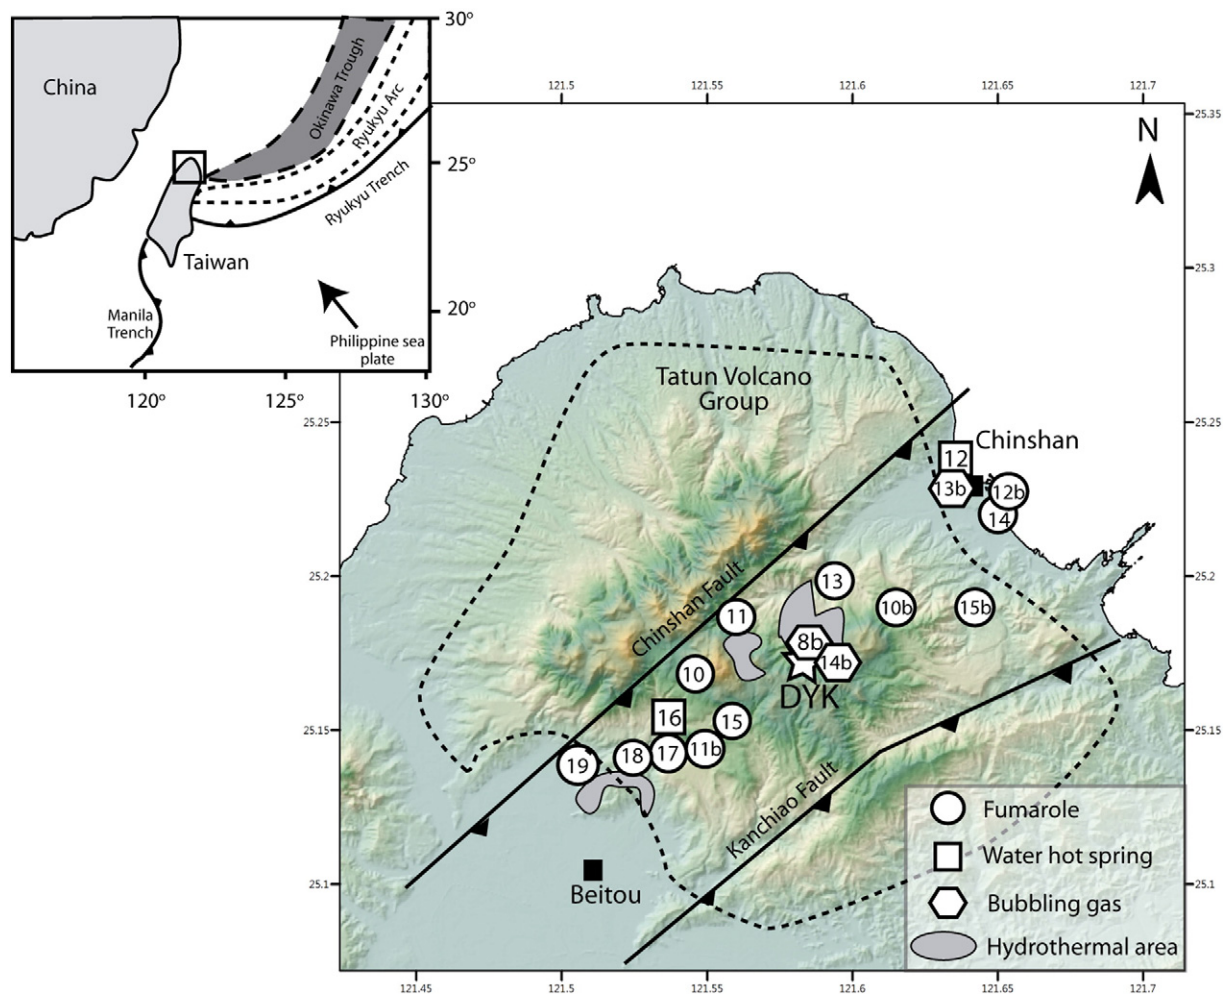 China
Okinawa Trough
Ryukyu Arc
Ryukyu Trench
Taiwan
Manila
Trench
Philippine sea
plate
30°
25°
20°
120°
125°
130°
121.5
121.55
121.6
121.65
121.7
25.35
N
25.3
Tatun Volcano
Group
25.25
25.25
Chinshan
12
13b
12b
14
25.2
25.2
Chinshan Fault
13
11
10b
15b
8b
14b
10
DYK
16
15
25.15
25.15
19
18
17
11b
Kanchiao Fault
25.1
25.1
Beitou
Fumarole
Water hot spring
Bubbling gas
Hydrothermal area
121.45
121.5
121.55
121.6
121.65
121.7